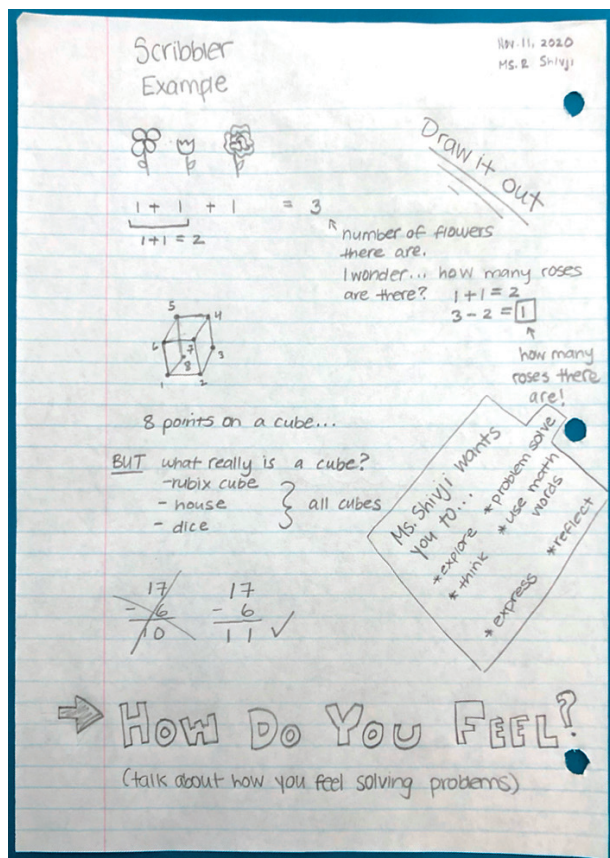 Scribbler
Example
Nov. 11, 2020
Ms. R Shivji
Draw it out
1 + 1 + 1 = 3
1+1 = 2
number of flowers
there are.
I wonder... how many roses
are there? 1+1=2
3-2 = 1
how many
roses there
are!
5 4
6 7 3
8
1 2
8 points on a cube...
BUT what really is a cube?
-rubix cube
- house
- dice
all cubes
Ms. Shivji wants
you to...
*explore
*think
*express
*problem solve
*use math
words
*reflect
17
- 6
10
17
- 6
11 ✓
How Do You Feel?
(talk about how you feel solving problems)